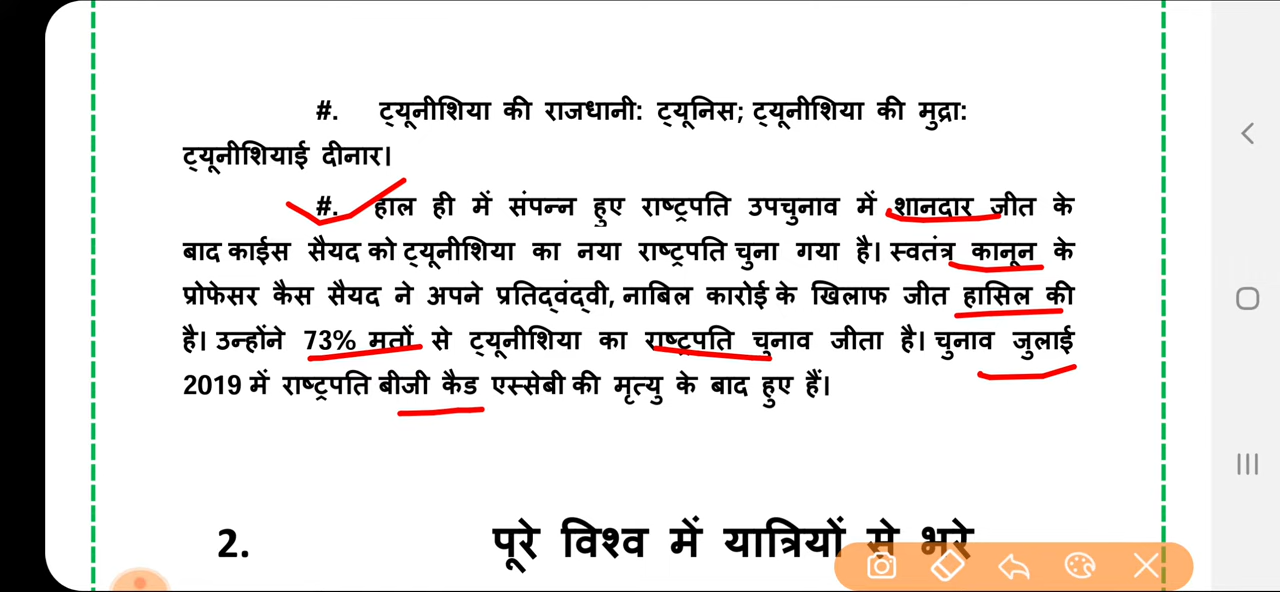 #. ट्यूनीशिया की राजधानी: ट्यूनिस; ट्यूनीशिया की मुद्रा:
ट्यूनीशियाई दीनार।
#. हाल ही में संपन्न हुए राष्ट्रपति उपचुनाव में शानदार जीत के
बाद काईस सैयद को ट्यूनीशिया का नया राष्ट्रपति चुना गया है। स्वतंत्र कानून के
प्रोफेसर कैस सैयद ने अपने प्रतिद्वंद्वी, नाबिल कारोई के खिलाफ जीत हासिल की
है। उन्होंने 73% मतों से ट्यूनीशिया का राष्ट्रपति चुनाव जीता है। चुनाव जुलाई
2019 में राष्ट्रपति बीजी कैड एस्सेबी की मृत्यु के बाद हुए हैं।
2. पूरे विश्व में यात्रियों से भरे